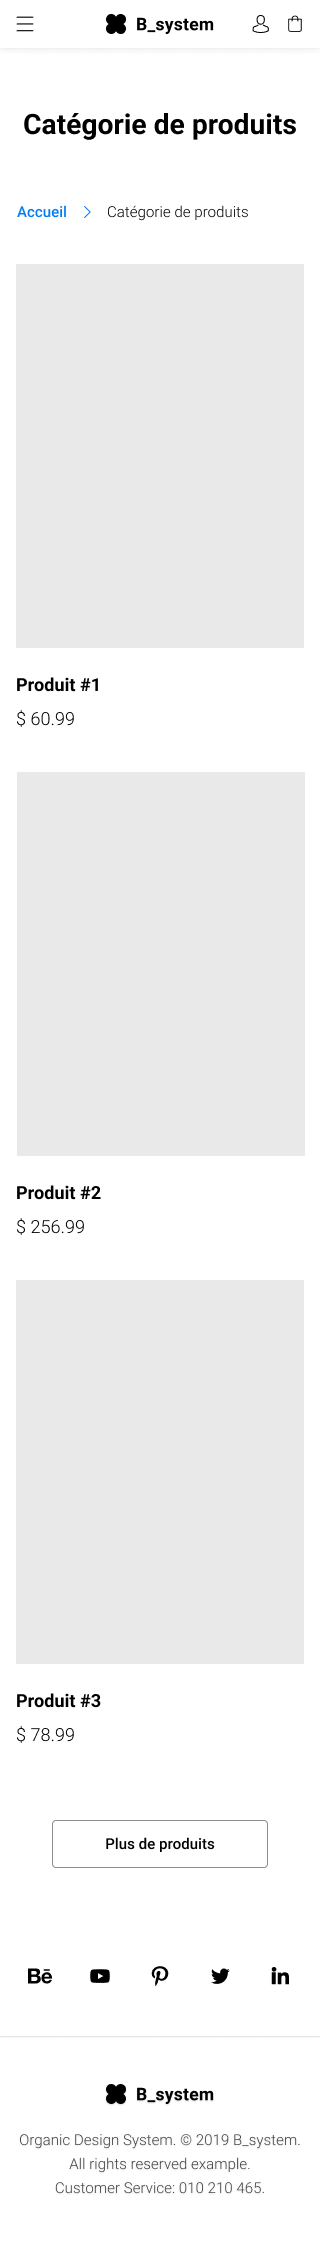 B_system
Catégorie de produits
Accueil
Catégorie de produits
Produit #1
$ 60.99
Produit #2
$ 256.99
Produit #3
$ 78.99
Plus de produits
Bē
in
B_system
Organic Design System. © 2019 B_system.
All rights reserved example.
Customer Service: 010 210 465.